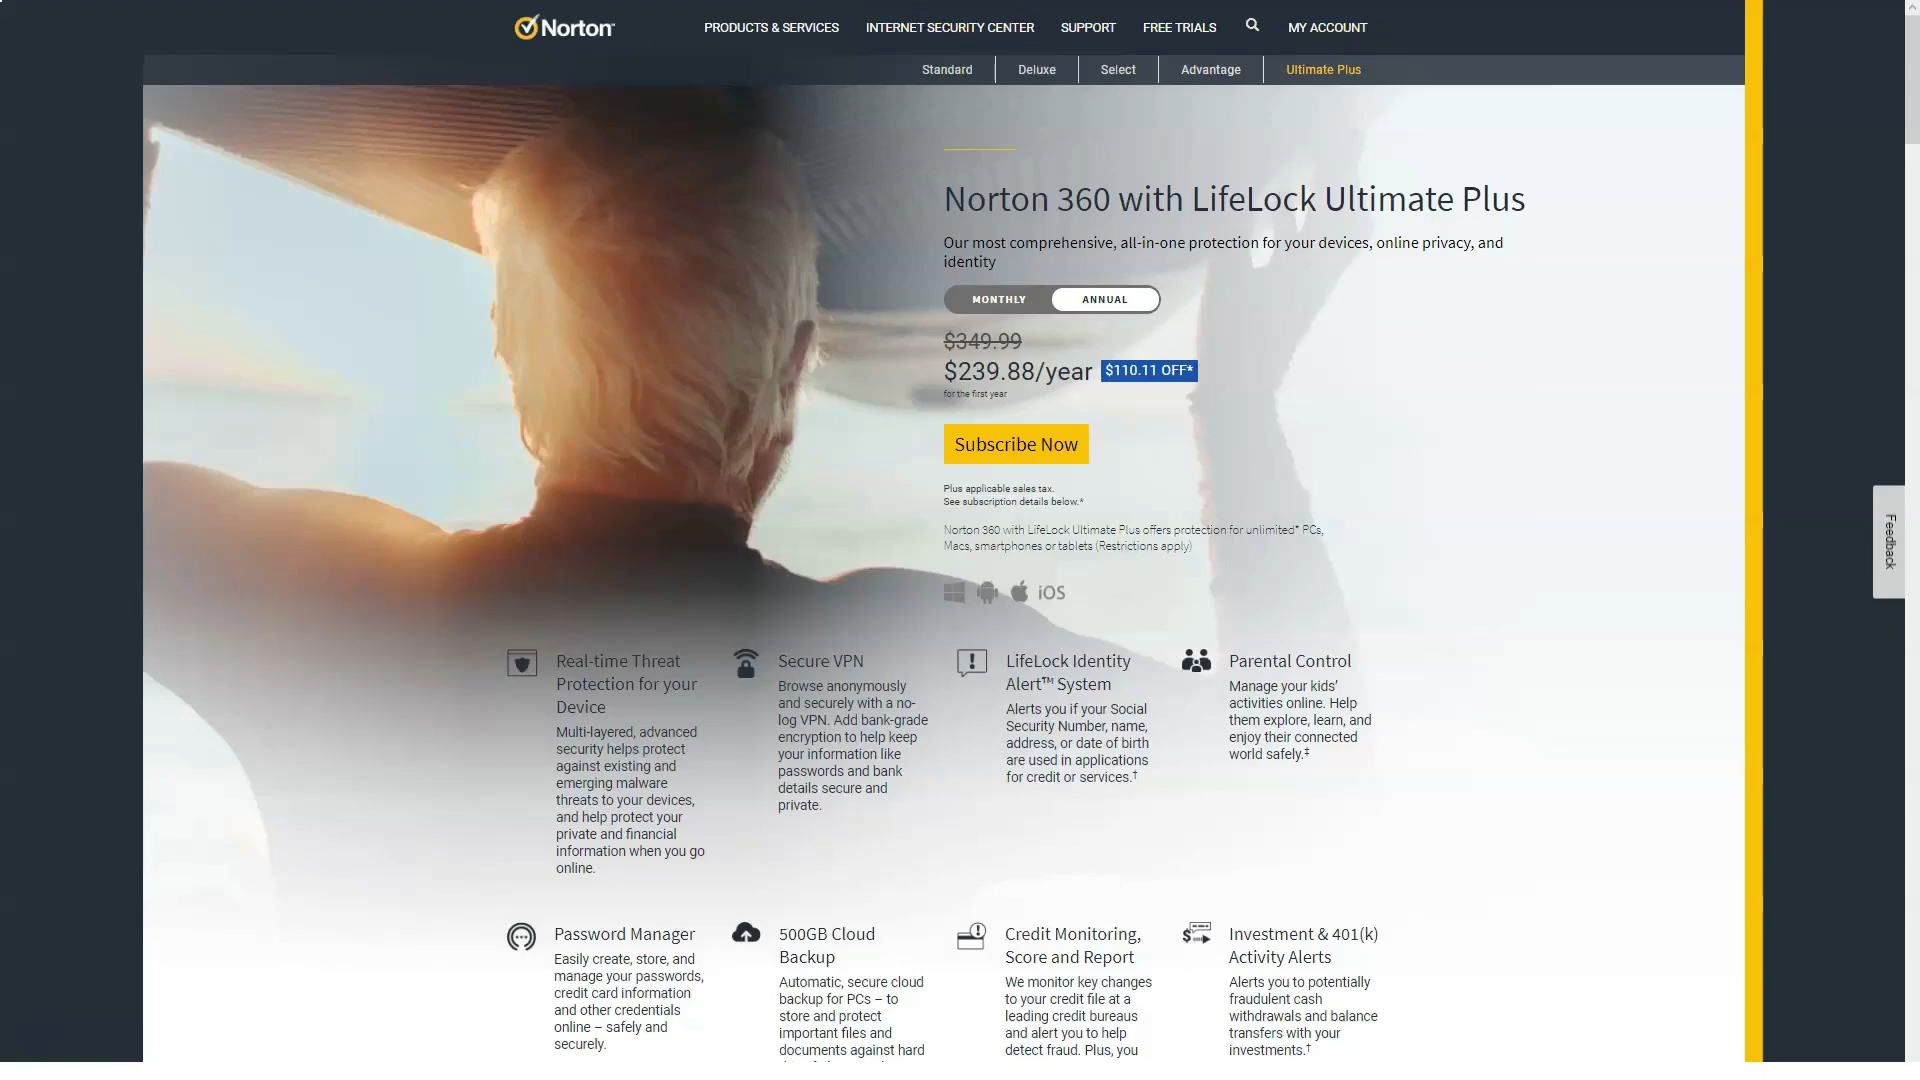 Norton
PRODUCTS & SERVICES
INTERNET SECURITY CENTER
SUPPORT
FREE TRIALS
MY ACCOUNT
Standard
Deluxe
Select
Advantage
Ultimate Plus
Norton 360 with LifeLock Ultimate Plus
Our most comprehensive, all-in-one protection for your devices, online privacy, and
identity
MONTHLY
ANNUAL
$349.99
$239.88/year
$110.11 OFF*
for the first year
Subscribe Now
Plus applicable sales tax.
See subscription details below.*
Norton 360 with LifeLock Ultimate Plus offers protection for unlimited* PCs,
Macs, smartphones or tablets (Restrictions apply)
iOS
Feedback
Real-time Threat
Protection for your
Device
Multi-layered, advanced
security helps protect
against existing and
emerging malware
threats to your devices,
and help protect your
private and financial
information when you go
online.
Secure VPN
Browse anonymously
and securely with a no-
log VPN. Add bank-grade
encryption to help keep
your information like
passwords and bank
details secure and
private.
LifeLock Identity
Alert™ System
Alerts you if your Social
Security Number, name,
address, or date of birth
are used in applications
for credit or services.†
Parental Control
Manage your kids’
activities online. Help
them explore, learn, and
enjoy their connected
world safely.‡
Password Manager
Easily create, store, and
manage your passwords,
credit card information
and other credentials
online – safely and
securely.
500GB Cloud
Backup
Automatic, secure cloud
backup for PCs – to
store and protect
important files and
documents against hard
Credit Monitoring,
Score and Report
We monitor key changes
to your credit file at a
leading credit bureaus
and alert you to help
detect fraud. Plus, you
Investment & 401(k)
Activity Alerts
Alerts you to potentially
fraudulent cash
withdrawals and balance
transfers with your
investments.†